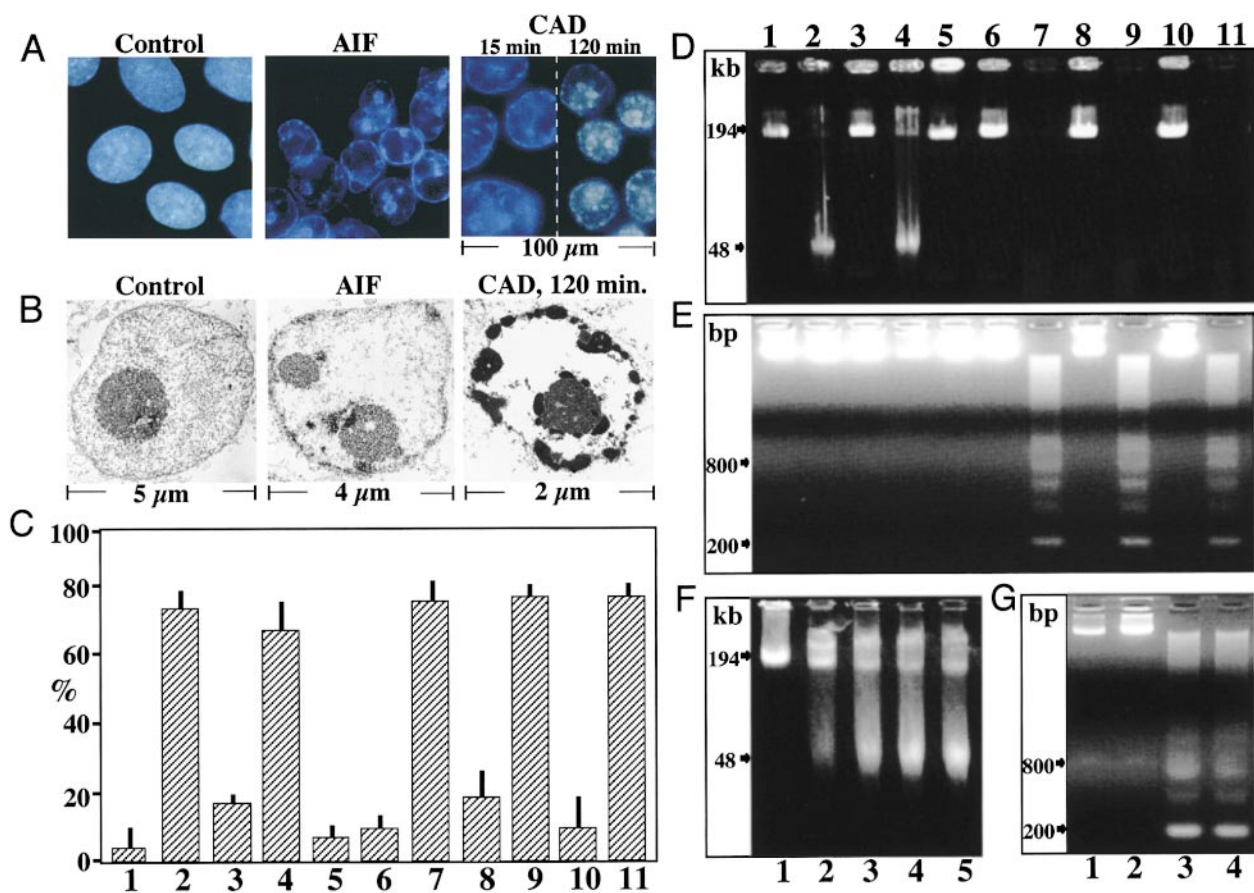 A
Control
AIF
CAD
15 min 120 min
100 µm
B
Control
AIF
CAD, 120 min.
5 µm
4 µm
2 µm
C
100
80
60
%
40
20
0
1 2 3 4 5 6 7 8 9 10 11
D
1 2 3 4 5 6 7 8 9 10 11
kb
194
48
E
bp
800
200
F
kb
194
48
1 2 3 4 5
G
bp
800
200
1 2 3 4